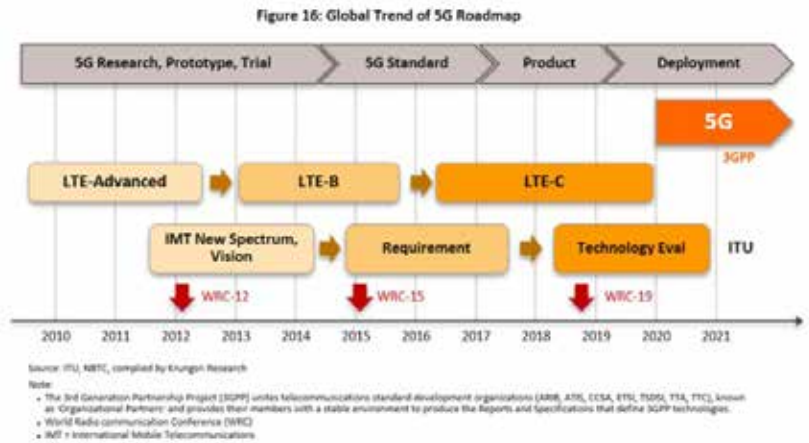 Figure 16: Global Trend of 5G Roadmap
5G Research, Prototype, Trial
5G Standard
Product
Deployment
5G
3GPP
LTE-Advanced
LTE-B
LTE-C
IMT New Spectrum,
Vision
Requirement
Technology Eval
ITU
WRC-12
WRC-15
WRC-19
2010 2011 2012 2013 2014 2015 2016 2017 2018 2019 2020 2021
Source: ITU, NBTC, compiled by Krungsri Research
Note:
• The 3rd Generation Partnership Project (3GPP) unites telecommunications standard development organizations (ARIB, ATIS, CCSA, ETSI, TSDSI, TTA, TTC), known
as 'Organizational Partners' and provides their members with a stable environment to produce the Reports and Specifications that define 3GPP technologies.
• World Radio communication Conference (WRC)
• IMT = International Mobile Telecommunications